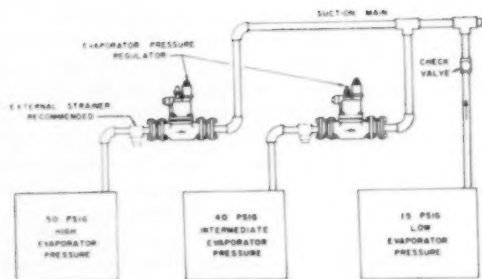 SUCTION MAIN
EVAPORATOR PRESSURE
REGULATOR
CHECK
VALVE
EXTERNAL STRAINER
RECOMMENDED
50 PSIG
HIGH
EVAPORATOR
PRESSURE
40 PSIG
INTERMEDIATE
EVAPORATOR
PRESSURE
15 PSIG
LOW
EVAPORATOR
PRESSURE